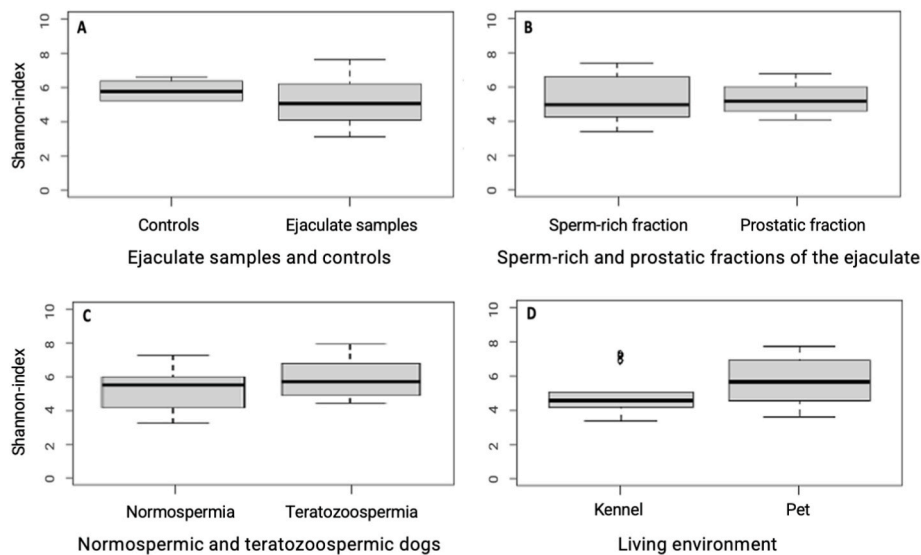 A
10
8
6
4
2
0
Shannon-index
Controls Ejaculate samples
Ejaculate samples and controls
B
10
8
6
4
2
0
Sperm-rich fraction Prostatic fraction
Sperm-rich and prostatic fractions of the ejaculate
C
10
8
6
4
2
0
Shannon-index
Normospermia Teratozoospermia
Normospermic and teratozoospermic dogs
D
10
8
6
4
2
0
Kennel Pet
Living environment